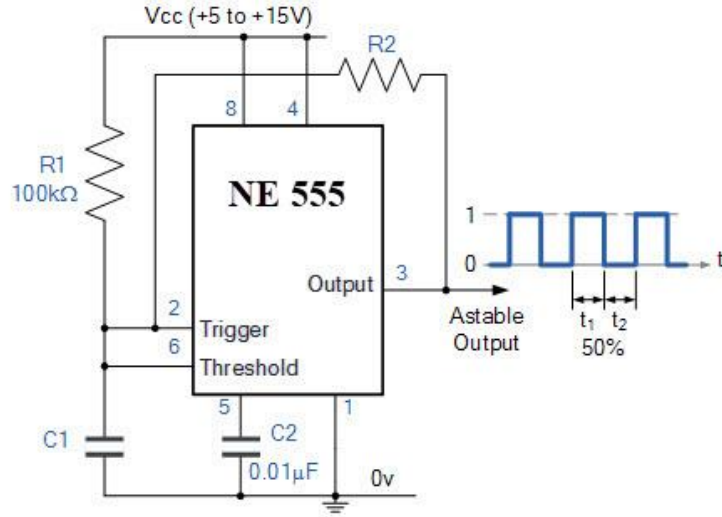 Vcc (+5 to +15V)
R2
8
4
R1
100kΩ
NE 555
1
0
t
3
Output
2
Trigger
6
Threshold
Astable
Output
t₁
t₂
50%
5
1
C1
C2
0.01µF
0v